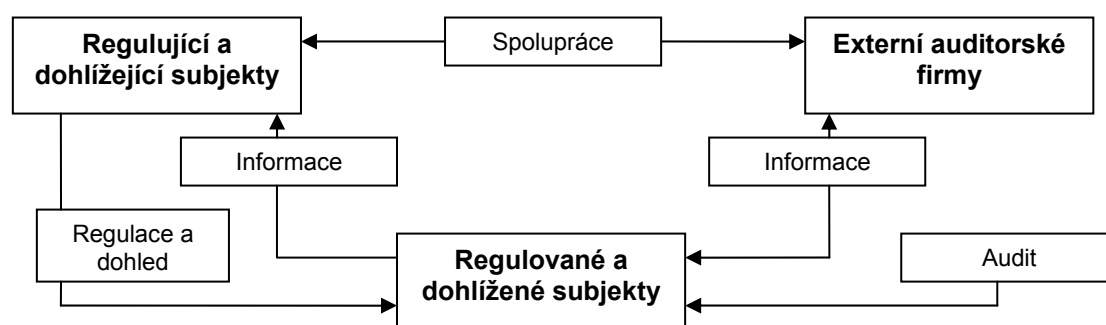 Regulující a
dohlížející subjekty
Spolupráce
Externí auditorské
firmy
Informace
Informace
Regulace a
dohled
Regulované a
dohlížené subjekty
Audit